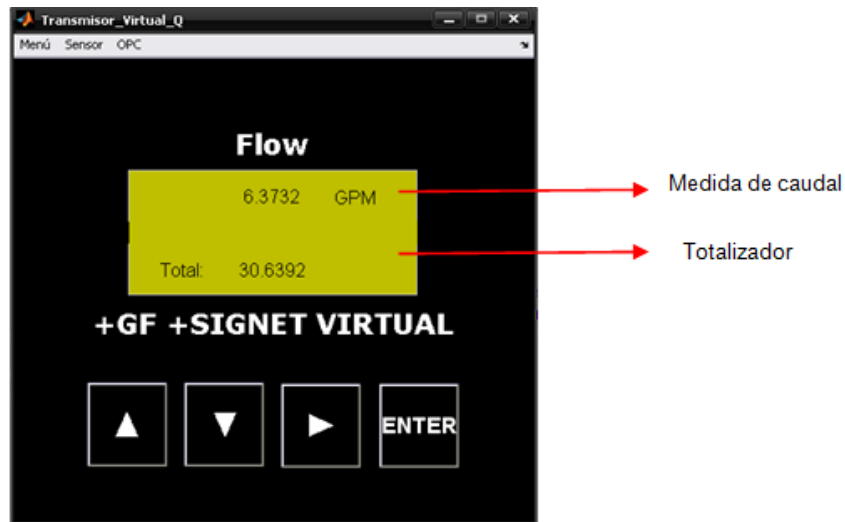 Transmisor_Virtual_Q
Menú Sensor OPC
Flow
6.3732 GPM
Medida de caudal
Total: 30.6392
Totalizador
+GF +SIGNET VIRTUAL
ENTER